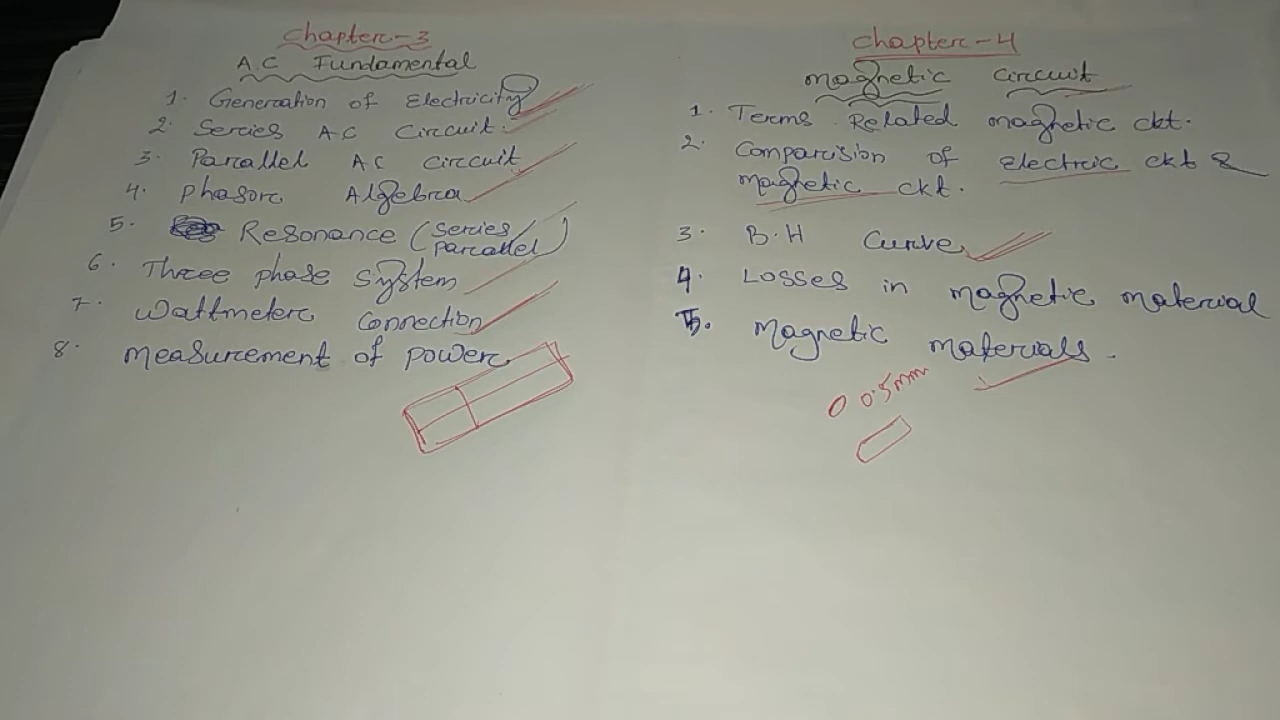 Chapter-3
A.C Fundamental
1. Generation of Electricity
2. Series A.C Circuit.
3. Parallel A.C Circuit
4. Phasor Algebra
5. Resonance (Series/Parallel)
6. Three phase System
7. Wattmeter Connection
8. Measurement of power
Chapter-4
Magnetic Circuit
1. Terms Related magnetic ckt.
2. Comparision of electric ckt &
magnetic ckt.
3. B.H Curve
4. Losses in magnetic material
5. Magnetic materials.
0.5mm